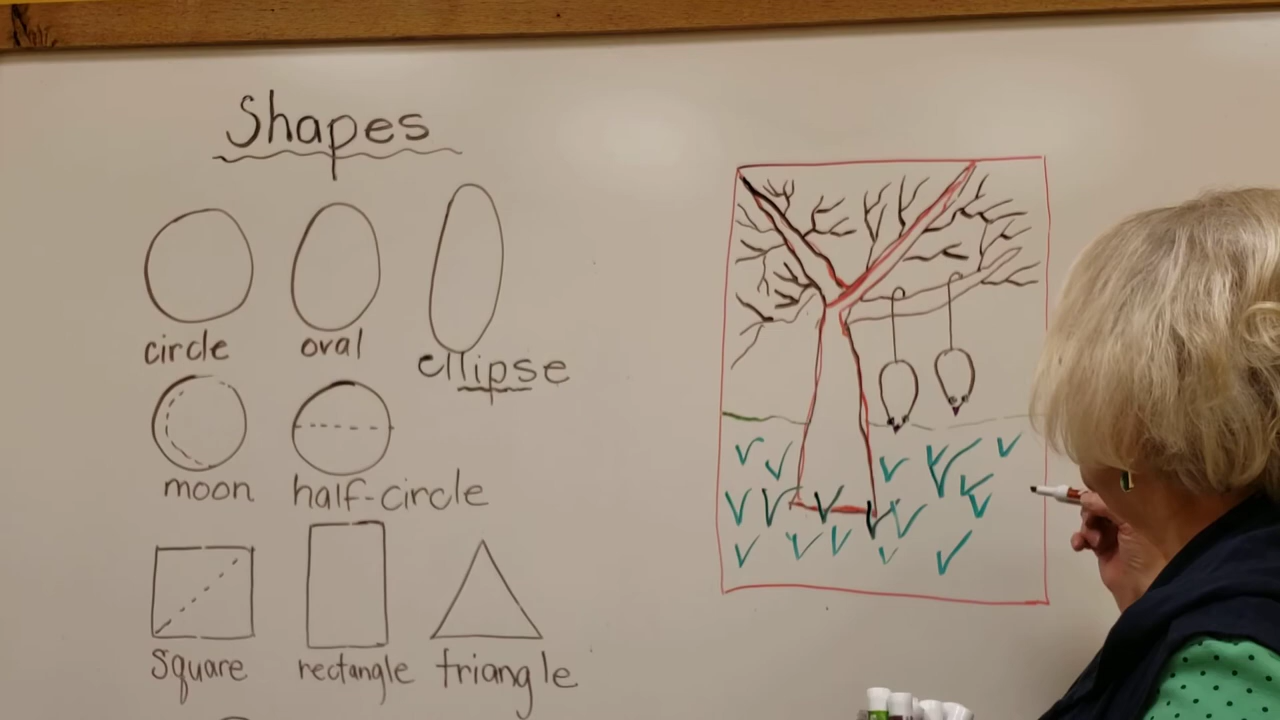 Shapes
circle oval ellipse
moon half-circle
square rectangle triangle